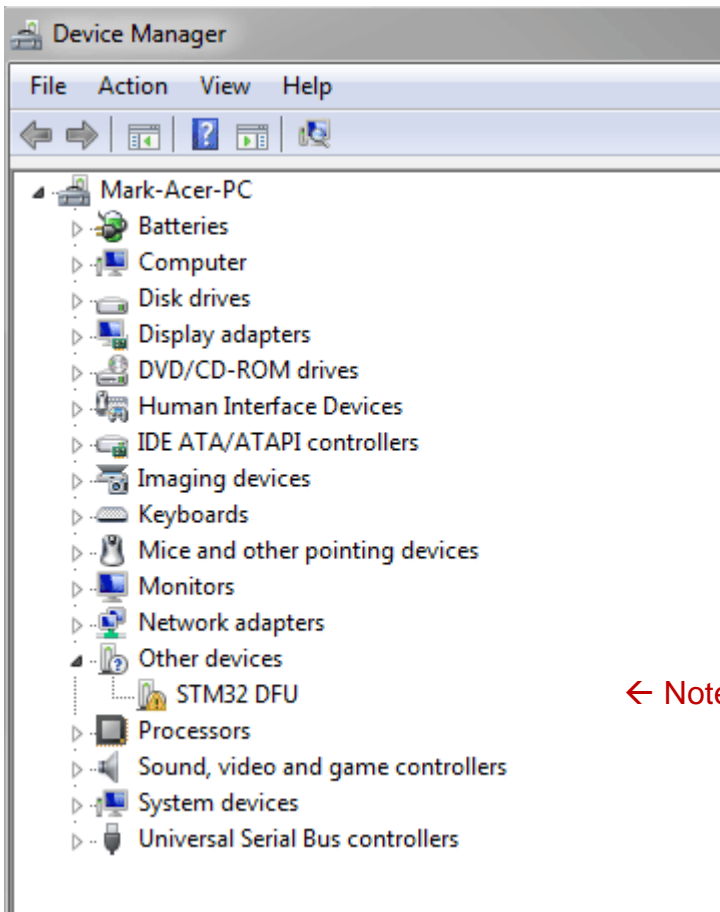 Device Manager
File Action View Help
Mark-Acer-PC
Batteries
Computer
Disk drives
Display adapters
DVD/CD-ROM drives
Human Interface Devices
IDE ATA/ATAPI controllers
Imaging devices
Keyboards
Mice and other pointing devices
Monitors
Network adapters
Other devices
STM32 DFU ← Note
Processors
Sound, video and game controllers
System devices
Universal Serial Bus controllers